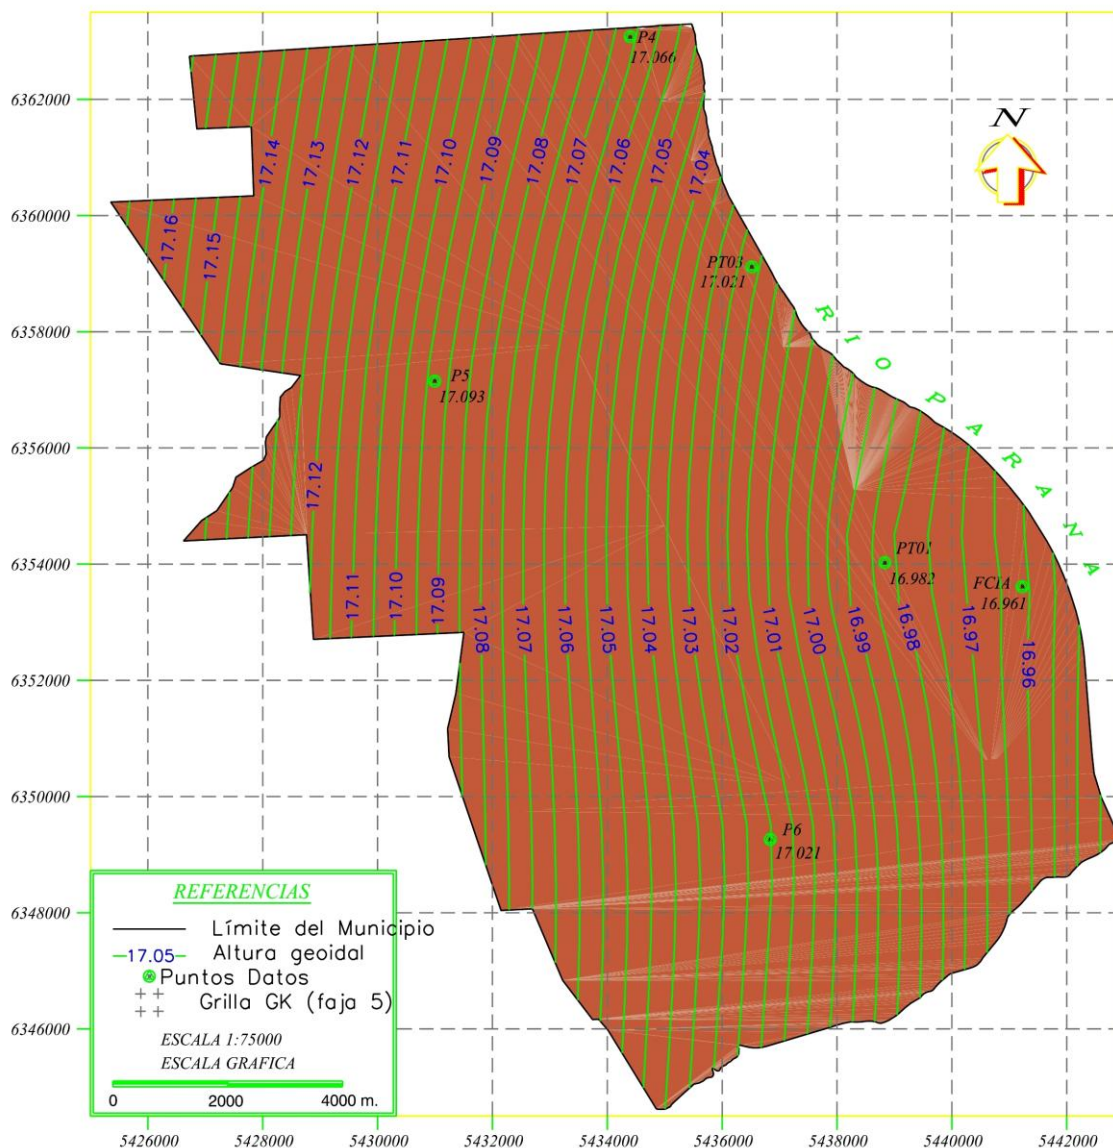 P4
17.066
6362000
N
17.14
17.13
17.12
17.11
17.10
17.09
17.08
17.07
17.06
17.05
17.04
6360000
17.16
17.15
PT03
17.021
6358000
RIO PARANA
P5
17.093
6356000
17.12
PT01
16.982
6354000
FCIA
16.961
17.11
17.10
17.09
17.08
17.07
17.06
17.05
17.04
17.03
17.02
17.01
17.00
16.99
16.98
16.97
16.96
6352000
6350000
P6
17.021
6348000
6346000
REFERENCIAS
Límite del Municipio
17.05 Altura geoidal
Puntos Datos
Grilla GK (faja 5)
ESCALA 1:75000
ESCALA GRAFICA
0 2000 4000 m.
5426000 5428000 5430000 5432000 5434000 5436000 5438000 5440000 5442000